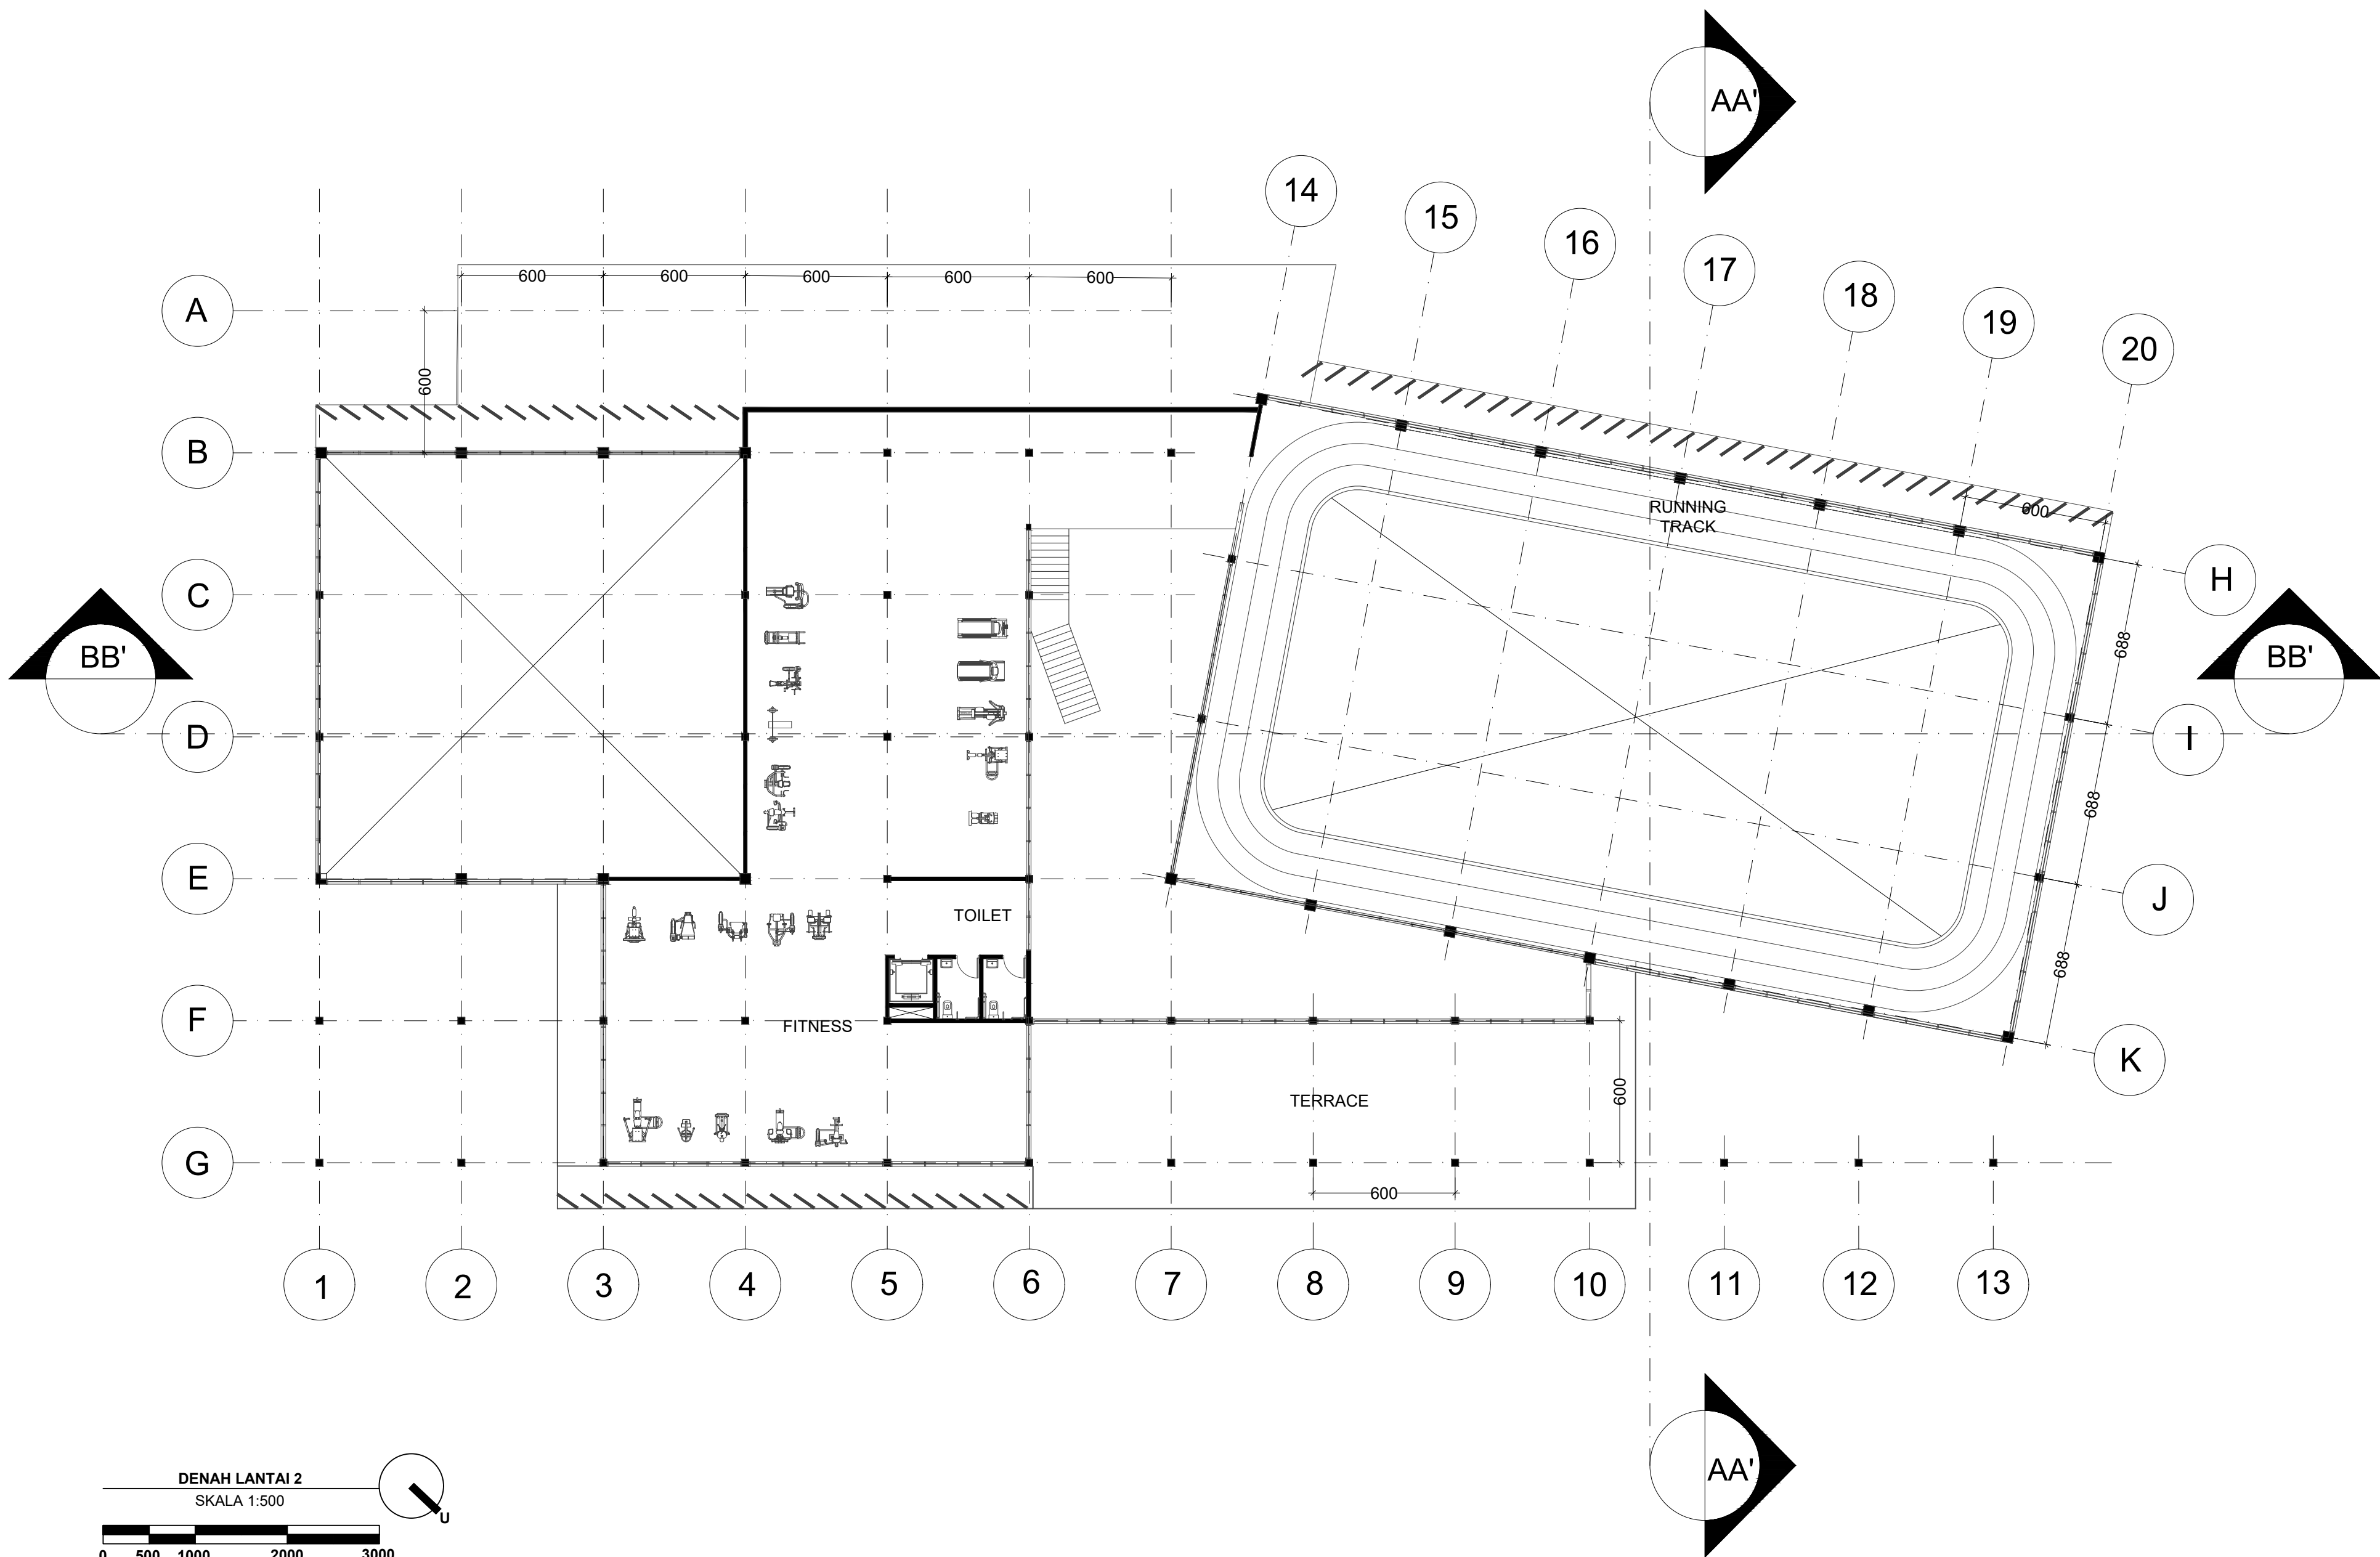 AA'
14
15
16
17
18
19
20
600
600
600
600
600
A
600
B
RUNNING
TRACK
600
C
H
BB'
688
BB'
D
I
688
E
J
TOILET
688
F
FITNESS
K
TERRACE
600
G
600
1
2
3
4
5
6
7
8
9
10
11
12
13
AA'
DENAH LANTAI 2
SKALA 1:500
U
0 500 1000 2000 3000